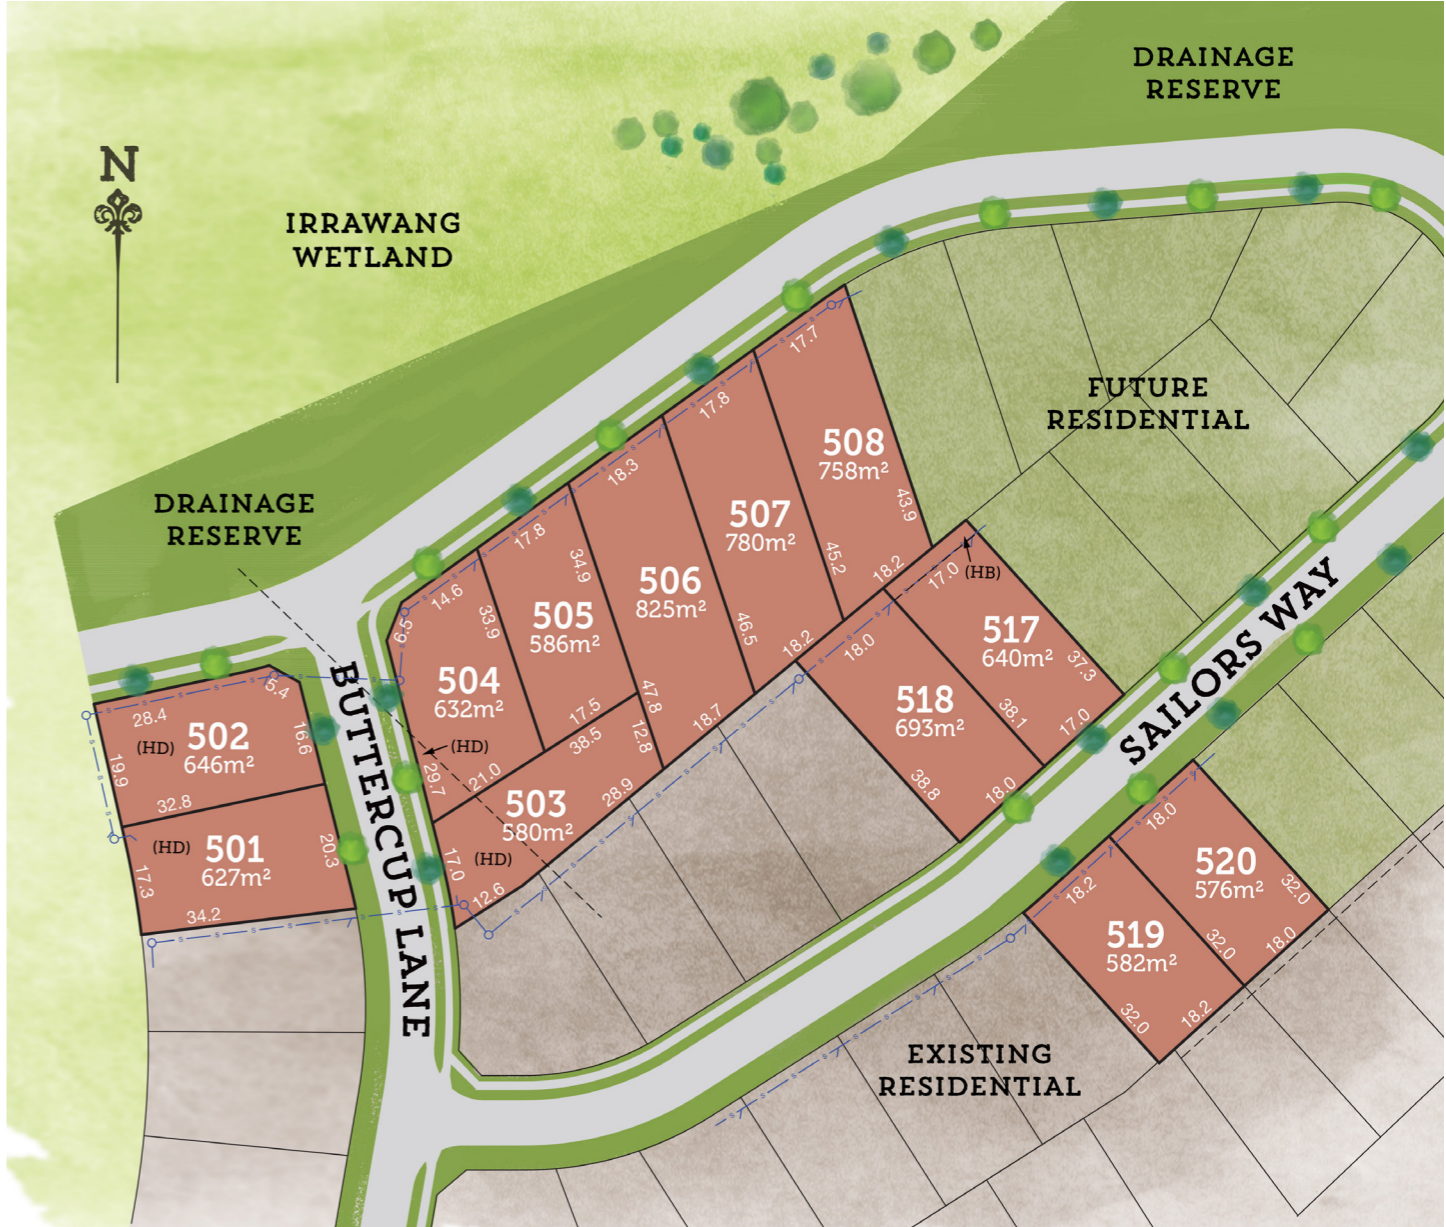 DRAINAGE
RESERVE
N
IRRAWANG
WETLAND
FUTURE
RESIDENTIAL
DRAINAGE
RESERVE
17.7
508
758m²
43.9
18.2
17.8
507
780m²
45.2
18.2
18.3
506
825m²
46.5
47.8
12.8
18.7
17.8
34.9
505
586m²
17.5
14.6
6.5
33.9
504
632m²
(HD)
29.7
21.0
38.5
503
580m²
28.9
(HD)
17.0
12.6
17.0
(HB)
517
640m²
37.3
38.1
17.0
18.0
518
693m²
38.8
18.0
5.4
28.4
(HD)
502
646m²
16.6
19.9
32.8
(HD)
501
627m²
20.3
17.3
34.2
BUTTERCUP LANE
SAILORS WAY
18.0
520
576m²
32.0
18.0
18.2
519
582m²
32.0
32.0
18.2
EXISTING
RESIDENTIAL